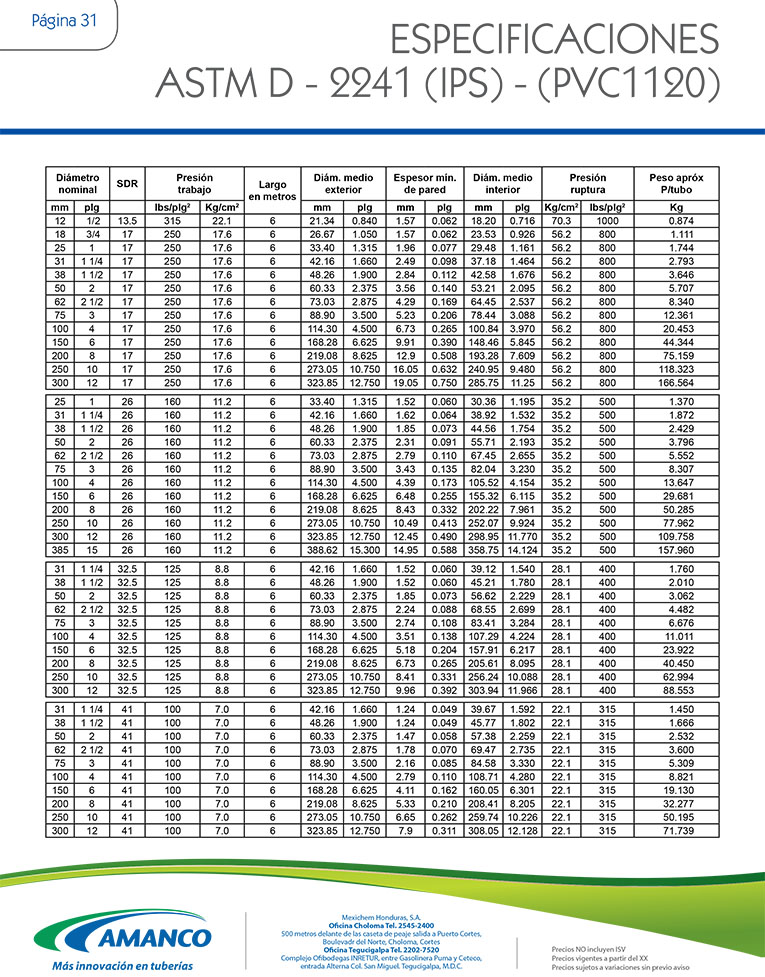 Página 31
ESPECIFICACIONES
ASTM D - 2241 (IPS) - (PVC1120)
Diámetro nominal SDR Presión trabajo Largo en metros Diám. medio exterior Espesor mín. de pared Diám. medio interior Presión ruptura Peso apróx P/tubo
mm plg lbs/plg² Kg/cm² mm plg mm plg mm plg Kg/cm² lbs/plg² Kg
12 1/2 13.5 315 22.1 6 21.34 0.840 1.57 0.062 18.20 0.716 70.3 1000 0.874
18 3/4 17 250 17.6 6 26.67 1.050 1.57 0.062 23.53 0.926 56.2 800 1.111
25 1 17 250 17.6 6 33.40 1.315 1.96 0.077 29.48 1.161 56.2 800 1.744
31 1 1/4 17 250 17.6 6 42.16 1.660 2.49 0.098 37.18 1.464 56.2 800 2.793
38 1 1/2 17 250 17.6 6 48.26 1.900 2.84 0.112 42.58 1.676 56.2 800 3.646
50 2 17 250 17.6 6 60.33 2.375 3.56 0.140 53.21 2.095 56.2 800 5.707
62 2 1/2 17 250 17.6 6 73.03 2.875 4.29 0.169 64.45 2.537 56.2 800 8.340
75 3 17 250 17.6 6 88.90 3.500 5.23 0.206 78.44 3.088 56.2 800 12.361
100 4 17 250 17.6 6 114.30 4.500 6.73 0.265 100.84 3.970 56.2 800 20.453
150 6 17 250 17.6 6 168.28 6.625 9.91 0.390 148.46 5.845 56.2 800 44.344
200 8 17 250 17.6 6 219.08 8.625 12.9 0.508 193.28 7.609 56.2 800 75.159
250 10 17 250 17.6 6 273.05 10.750 16.05 0.632 240.95 9.480 56.2 800 118.323
300 12 17 250 17.6 6 323.85 12.750 19.05 0.750 285.75 11.25 56.2 800 166.564
25 1 26 160 11.2 6 33.40 1.315 1.52 0.060 30.36 1.195 35.2 500 1.370
31 1 1/4 26 160 11.2 6 42.16 1.660 1.62 0.064 38.92 1.532 35.2 500 1.872
38 1 1/2 26 160 11.2 6 48.26 1.900 1.85 0.073 44.56 1.754 35.2 500 2.429
50 2 26 160 11.2 6 60.33 2.375 2.31 0.091 55.71 2.193 35.2 500 3.796
62 2 1/2 26 160 11.2 6 73.03 2.875 2.79 0.110 67.45 2.655 35.2 500 5.552
75 3 26 160 11.2 6 88.90 3.500 3.43 0.135 82.04 3.230 35.2 500 8.307
100 4 26 160 11.2 6 114.30 4.500 4.39 0.173 105.52 4.154 35.2 500 13.647
150 6 26 160 11.2 6 168.28 6.625 6.48 0.255 155.32 6.115 35.2 500 29.681
200 8 26 160 11.2 6 219.08 8.625 8.43 0.332 202.22 7.961 35.2 500 50.285
250 10 26 160 11.2 6 273.05 10.750 10.49 0.413 252.07 9.924 35.2 500 77.962
300 12 26 160 11.2 6 323.85 12.750 12.45 0.490 298.95 11.770 35.2 500 109.758
385 15 26 160 11.2 6 388.62 15.300 14.95 0.588 358.75 14.124 35.2 500 157.960
31 1 1/4 32.5 125 8.8 6 42.16 1.660 1.52 0.060 39.12 1.540 28.1 400 1.760
38 1 1/2 32.5 125 8.8 6 48.26 1.900 1.52 0.060 45.21 1.780 28.1 400 2.010
50 2 32.5 125 8.8 6 60.33 2.375 1.85 0.073 56.62 2.229 28.1 400 3.062
62 2 1/2 32.5 125 8.8 6 73.03 2.875 2.24 0.088 68.55 2.699 28.1 400 4.482
75 3 32.5 125 8.8 6 88.90 3.500 2.74 0.108 83.41 3.284 28.1 400 6.676
100 4 32.5 125 8.8 6 114.30 4.500 3.51 0.138 107.29 4.224 28.1 400 11.011
150 6 32.5 125 8.8 6 168.28 6.625 5.18 0.204 157.91 6.217 28.1 400 23.922
200 8 32.5 125 8.8 6 219.08 8.625 6.73 0.265 205.61 8.095 28.1 400 40.450
250 10 32.5 125 8.8 6 273.05 10.750 8.41 0.331 256.24 10.088 28.1 400 62.994
300 12 32.5 125 8.8 6 323.85 12.750 9.96 0.392 303.94 11.966 28.1 400 88.553
31 1 1/4 41 100 7.0 6 42.16 1.660 1.24 0.049 39.67 1.592 22.1 315 1.450
38 1 1/2 41 100 7.0 6 48.26 1.900 1.24 0.049 45.77 1.802 22.1 315 1.666
50 2 41 100 7.0 6 60.33 2.375 1.47 0.058 57.38 2.259 22.1 315 2.532
62 2 1/2 41 100 7.0 6 73.03 2.875 1.78 0.070 69.47 2.735 22.1 315 3.600
75 3 41 100 7.0 6 88.90 3.500 2.16 0.085 84.58 3.330 22.1 315 5.309
100 4 41 100 7.0 6 114.30 4.500 2.79 0.110 108.71 4.280 22.1 315 8.821
150 6 41 100 7.0 6 168.28 6.625 4.11 0.162 160.05 6.301 22.1 315 19.130
200 8 41 100 7.0 6 219.08 8.625 5.33 0.210 208.41 8.205 22.1 315 32.277
250 10 41 100 7.0 6 273.05 10.750 6.65 0.262 259.74 10.226 22.1 315 50.195
300 12 41 100 7.0 6 323.85 12.750 7.9 0.311 308.05 12.128 22.1 315 71.739
AMANCO
Más innovación en tuberías
Mexichem Honduras, S.A.
Oficina Choloma Tel. 2545-2400
500 metros delante de las caseta de peaje salida a Puerto Cortes,
Boulevadr del Norte, Choloma, Cortes
Oficina Tegucigalpa Tel. 2202-7520
Complejo Ofibodegas INRETUR, entre Gasolinera Puma y Ceteco,
entrada Alterna Col. San Miguel. Tegucigalpa, M.D.C.
Precios NO incluyen ISV
Precios vigentes a partir del XX
Precios sujetos a variaciones sin previo aviso